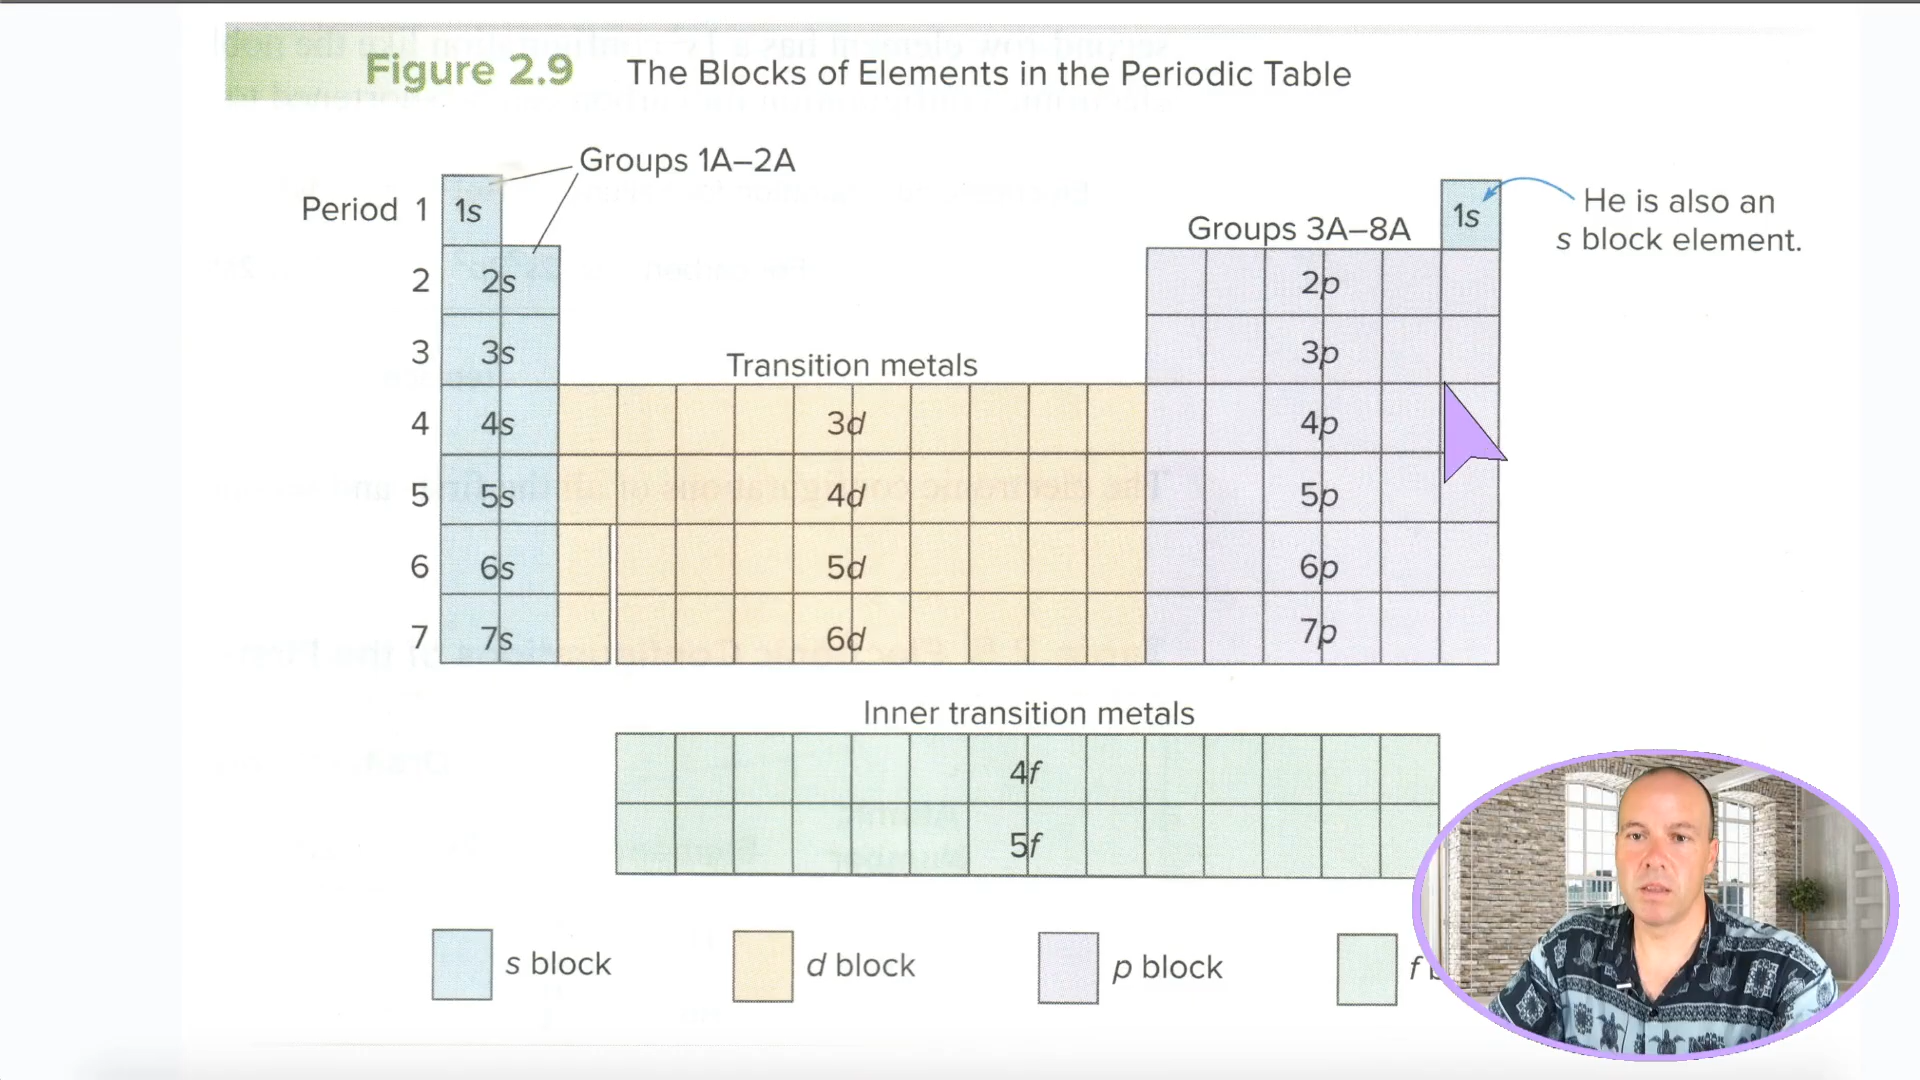 Figure 2.9 The Blocks of Elements in the Periodic Table
Groups 1A–2A
Period 1 1s
1s
He is also an
s block element.
Groups 3A–8A
2 2s 2p
3 3s 3p
Transition metals
4 4s 3d 4p
5 5s 4d 5p
6 6s 5d 6p
7 7s 6d 7p
Inner transition metals
4f
5f
s block d block p block f